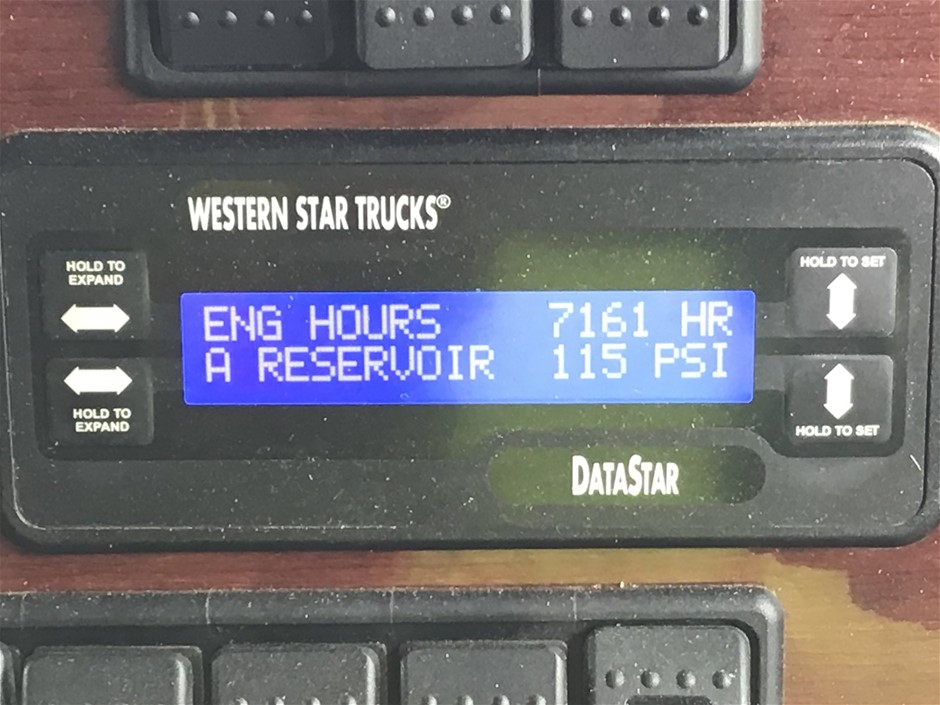 WESTERN STAR TRUCKS®
HOLD TO
EXPAND
HOLD TO SET
ENG HOURS 7161 HR
A RESERVOIR 115 PSI
HOLD TO
EXPAND
HOLD TO SET
DATASTAR